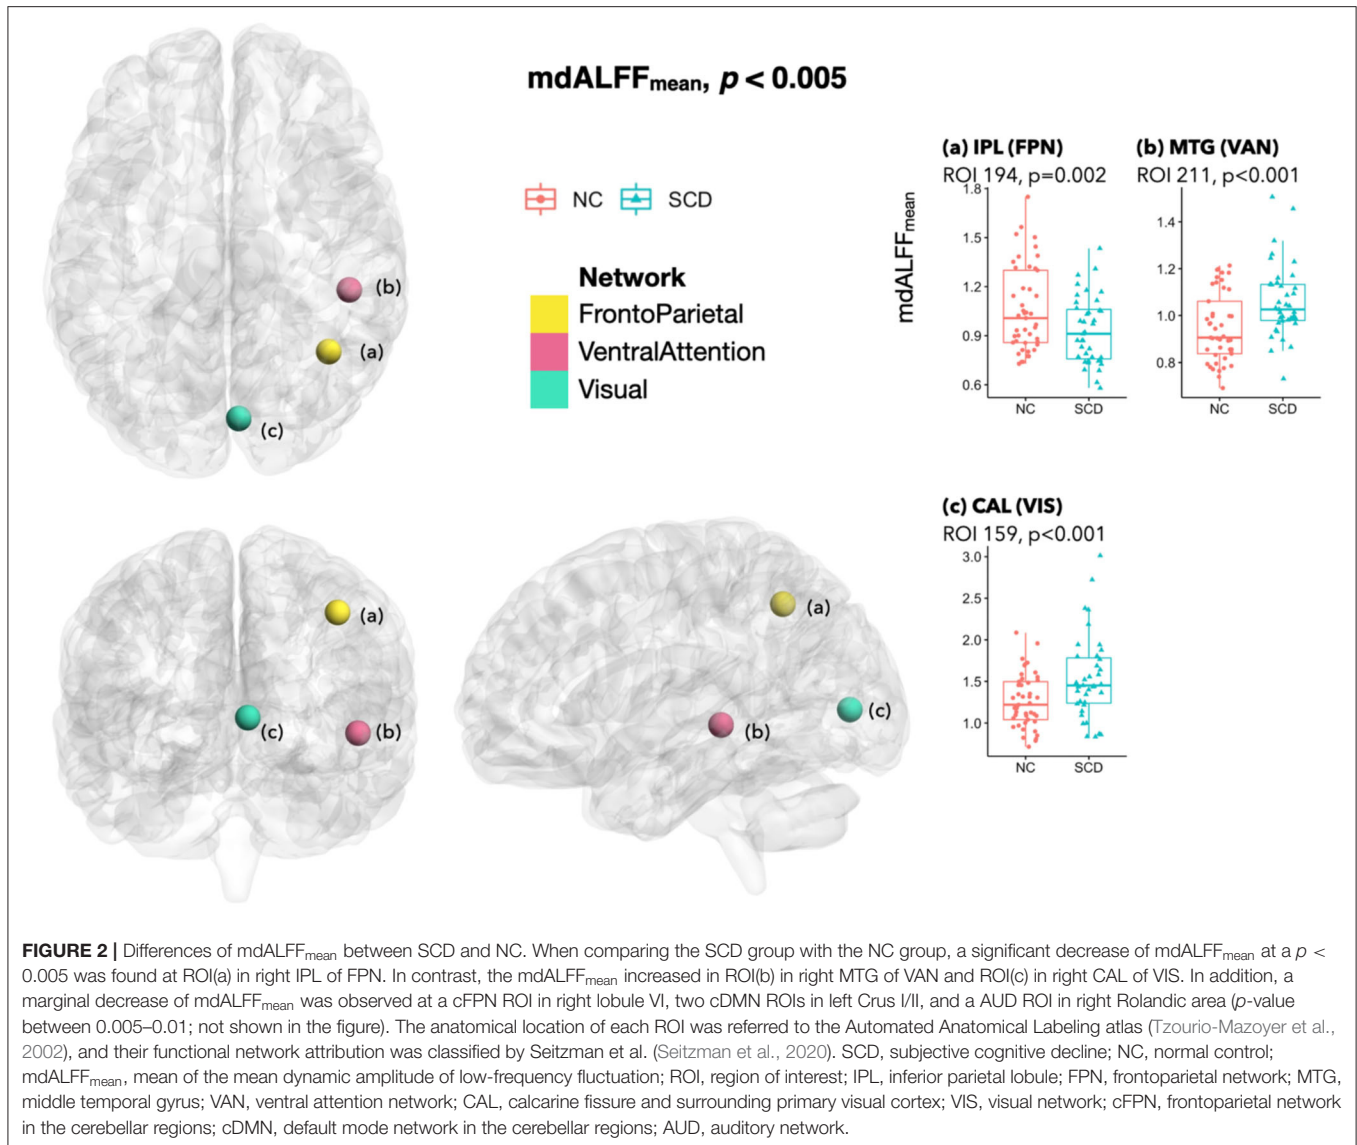 mdALFFmean, p < 0.005
NC
SCD
Network
FrontoParietal
VentralAttention
Visual
(b)
(a)
(c)
(a) IPL (FPN)
ROI 194, p=0.002
mdALFFmean
1.8
1.5
1.2
0.9
0.6
NC
SCD
(b) MTG (VAN)
ROI 211, p<0.001
1.4
1.2
1.0
0.8
NC
SCD
(a)
(c)
(b)
(a)
(b)
(c)
(c) CAL (VIS)
ROI 159, p<0.001
3.0
2.5
2.0
1.5
1.0
NC
SCD
FIGURE 2 | Differences of mdALFFmean between SCD and NC. When comparing the SCD group with the NC group, a significant decrease of mdALFFmean at a p <
0.005 was found at ROI(a) in right IPL of FPN. In contrast, the mdALFFmean increased in ROI(b) in right MTG of VAN and ROI(c) in right CAL of VIS. In addition, a
marginal decrease of mdALFFmean was observed at a cFPN ROI in right lobule VI, two cDMN ROIs in left Crus I/II, and a AUD ROI in right Rolandic area (p-value
between 0.005–0.01; not shown in the figure). The anatomical location of each ROI was referred to the Automated Anatomical Labeling atlas (Tzourio-Mazoyer et al.,
2002), and their functional network attribution was classified by Seitzman et al. (Seitzman et al., 2020). SCD, subjective cognitive decline; NC, normal control;
mdALFFmean, mean of the mean dynamic amplitude of low-frequency fluctuation; ROI, region of interest; IPL, inferior parietal lobule; FPN, frontoparietal network; MTG,
middle temporal gyrus; VAN, ventral attention network; CAL, calcarine fissure and surrounding primary visual cortex; VIS, visual network; cFPN, frontoparietal network
in the cerebellar regions; cDMN, default mode network in the cerebellar regions; AUD, auditory network.